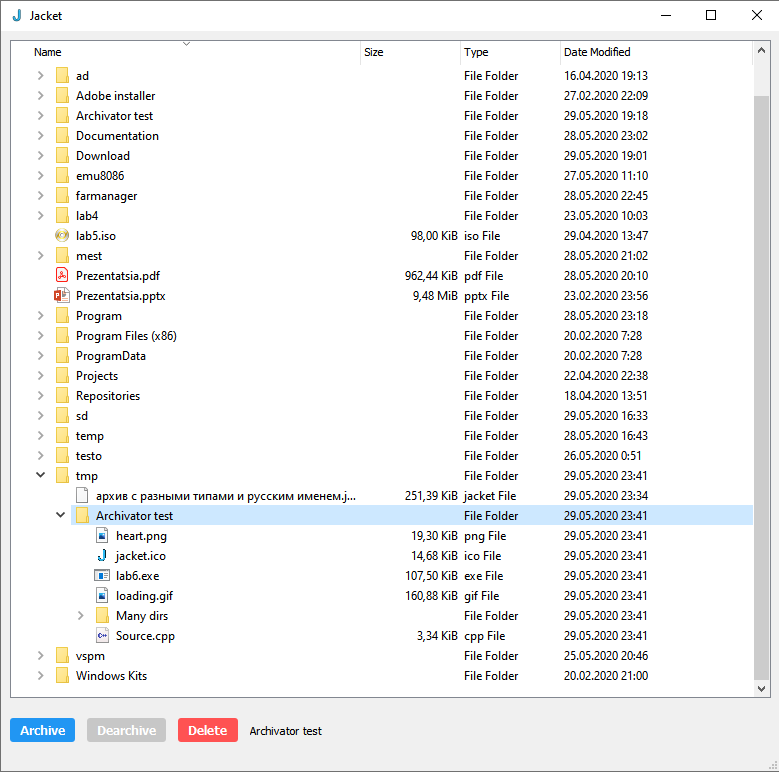 Jacket
Name Size Type Date Modified
ad File Folder 16.04.2020 19:13
Adobe installer File Folder 27.02.2020 22:09
Archivator test File Folder 29.05.2020 19:18
Documentation File Folder 28.05.2020 23:02
Download File Folder 29.05.2020 19:01
emu8086 File Folder 27.05.2020 11:10
farmanager File Folder 28.05.2020 22:45
lab4 File Folder 23.05.2020 10:03
lab5.iso 98,00 KiB iso File 29.04.2020 13:47
mest File Folder 28.05.2020 21:02
Prezentatsia.pdf 962,44 KiB pdf File 28.05.2020 20:10
Prezentatsia.pptx 9,48 MiB pptx File 23.02.2020 23:56
Program File Folder 28.05.2020 23:18
Program Files (x86) File Folder 20.02.2020 7:28
ProgramData File Folder 20.02.2020 7:28
Projects File Folder 22.04.2020 22:38
Repositories File Folder 18.04.2020 13:51
sd File Folder 29.05.2020 16:33
temp File Folder 28.05.2020 16:43
testo File Folder 26.05.2020 0:51
tmp File Folder 29.05.2020 23:41
архив с разными типами и русским именем.j... 251,39 KiB jacket File 29.05.2020 23:34
Archivator test File Folder 29.05.2020 23:41
heart.png 19,30 KiB png File 29.05.2020 23:41
jacket.ico 14,68 KiB ico File 29.05.2020 23:41
lab6.exe 107,50 KiB exe File 29.05.2020 23:41
loading.gif 160,88 KiB gif File 29.05.2020 23:41
Many dirs File Folder 29.05.2020 23:41
Source.cpp 3,34 KiB cpp File 29.05.2020 23:41
vspm File Folder 25.05.2020 20:46
Windows Kits File Folder 20.02.2020 21:00
Archive Dearchive Delete Archivator test